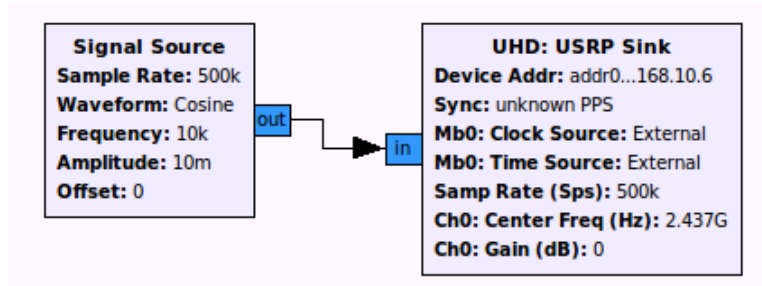 Signal Source
Sample Rate: 500k
Waveform: Cosine
Frequency: 10k
Amplitude: 10m
Offset: 0
out
in
UHD: USRP Sink
Device Addr: addr0...168.10.6
Sync: unknown PPS
Mb0: Clock Source: External
Mb0: Time Source: External
Samp Rate (Sps): 500k
Ch0: Center Freq (Hz): 2.437G
Ch0: Gain (dB): 0